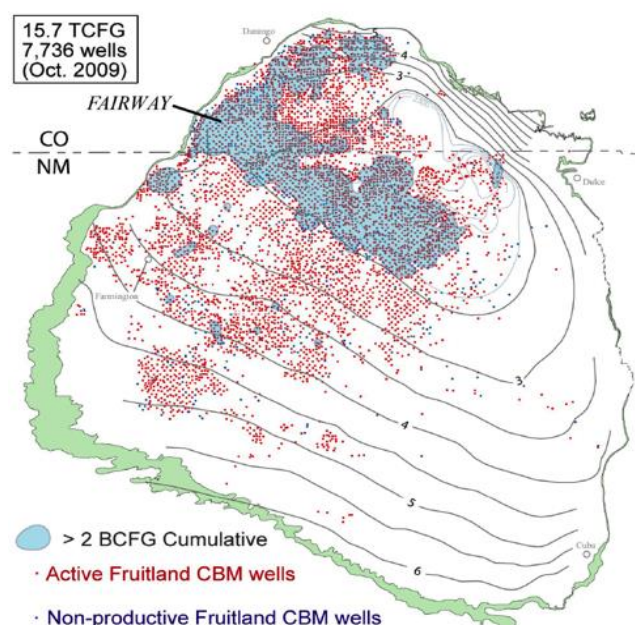 15.7 TCFG
7,736 wells
(Oct. 2009)
Durango
5
4
3
FAIRWAY
CO
NM
Dulce
Farmington
3
4
5
6
Cuba
> 2 BCFG Cumulative
· Active Fruitland CBM wells
· Non-productive Fruitland CBM wells